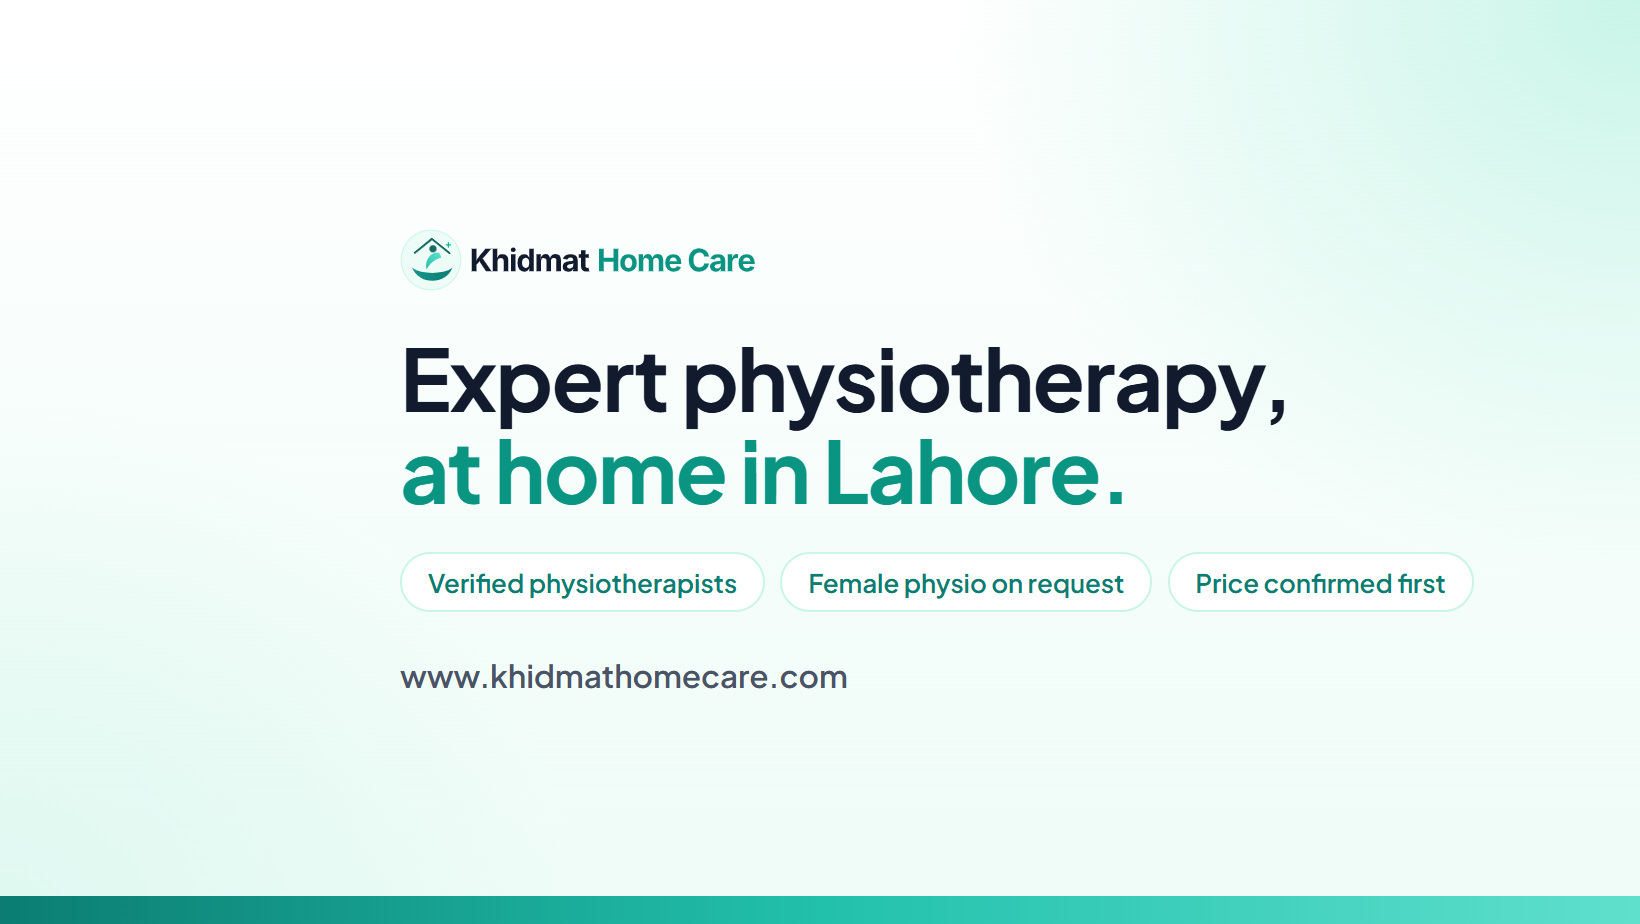 Khidmat Home Care
Expert physiotherapy,
at home in Lahore.
Verified physiotherapists
Female physio on request
Price confirmed first
www.khidmathomecare.com